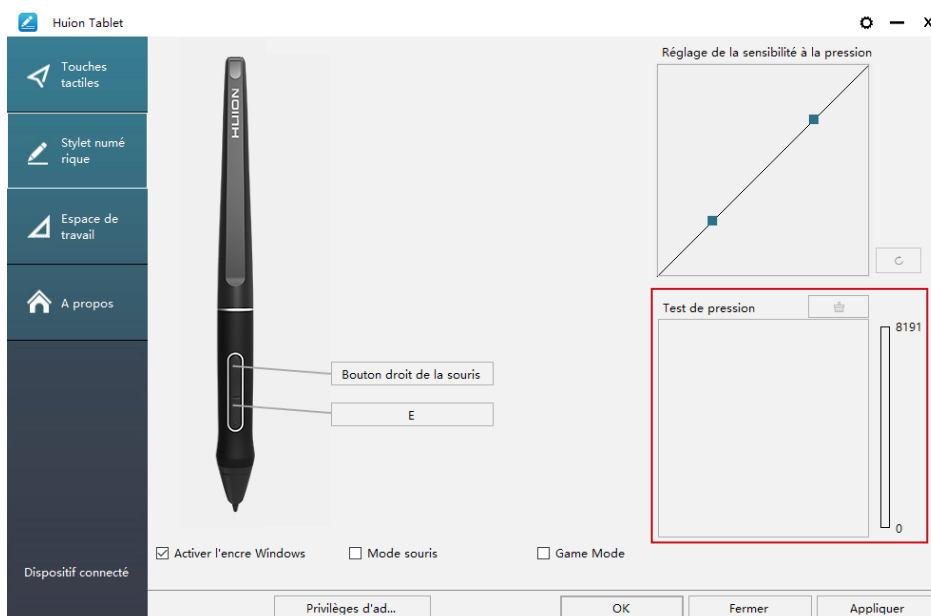 Huion Tablet
Touches
tactiles
Stylet numé
rique
Espace de
travail
A propos
Dispositif connecté
HUION
Bouton droit de la souris
E
Réglage de la sensibilité à la pression
Test de pression
8191
0
Activer l'encre Windows
Mode souris
Game Mode
Privilèges d'ad...
OK
Fermer
Appliquer